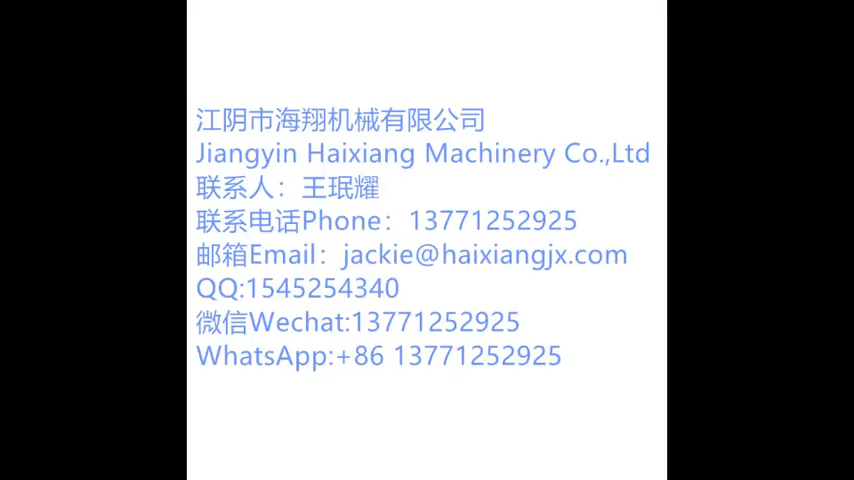 江阴市海翔机械有限公司
Jiangyin Haixiang Machinery Co.,Ltd
联系人：王珉耀
联系电话Phone：13771252925
邮箱Email：jackie@haixiangjx.com
QQ:1545254340
微信Wechat:13771252925
WhatsApp:+86 13771252925